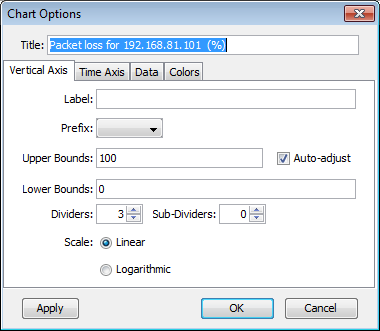 Chart Options
Title: Packet loss for 192.168.81.101 (%)
Vertical Axis Time Axis Data Colors
Label:
Prefix:
Upper Bounds: 100 Auto-adjust
Lower Bounds: 0
Dividers: 3 Sub-Dividers: 0
Scale: Linear
Logarithmic
Apply OK Cancel